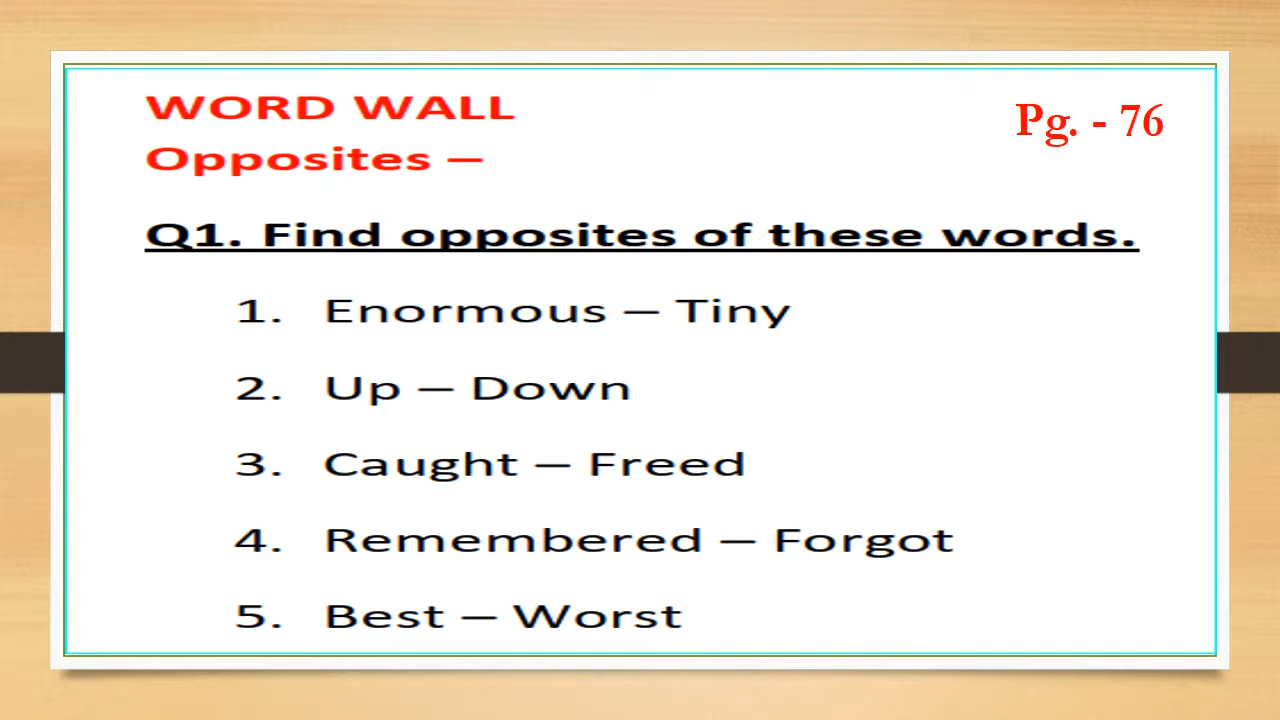 WORD WALL
Pg. - 76
Opposites –
Q1. Find opposites of these words.
1. Enormous – Tiny
2. Up – Down
3. Caught – Freed
4. Remembered – Forgot
5. Best – Worst